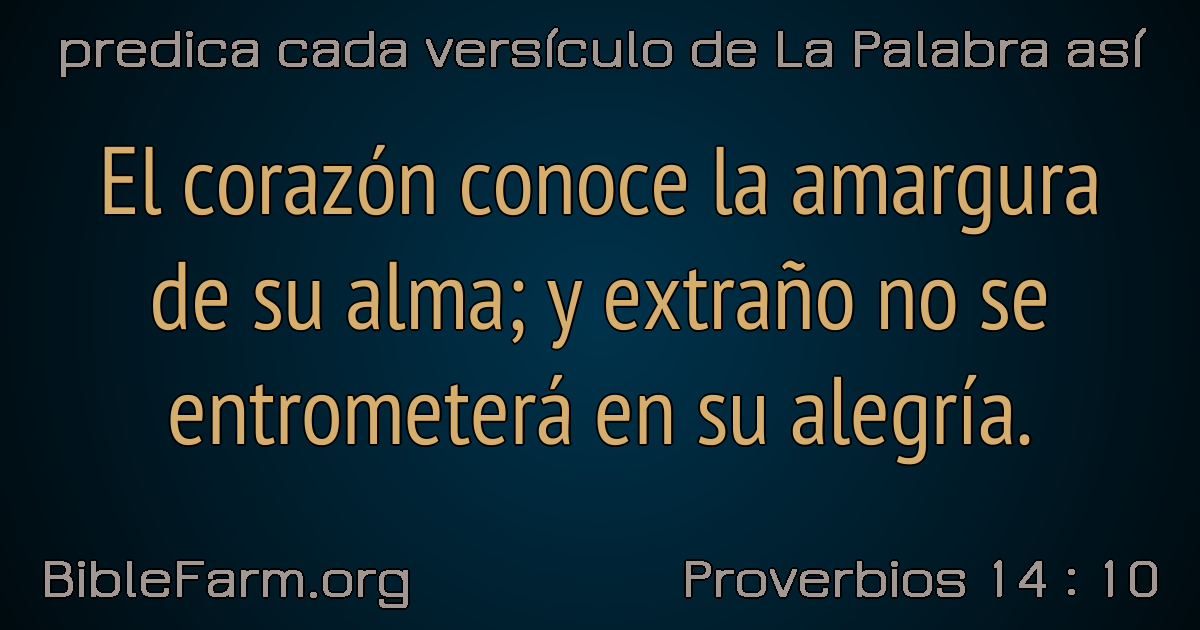 predica cada versículo de La Palabra así
El corazón conoce la amargura
de su alma; y extraño no se
entrometerá en su alegría.
BibleFarm.org
Proverbios 14 : 10